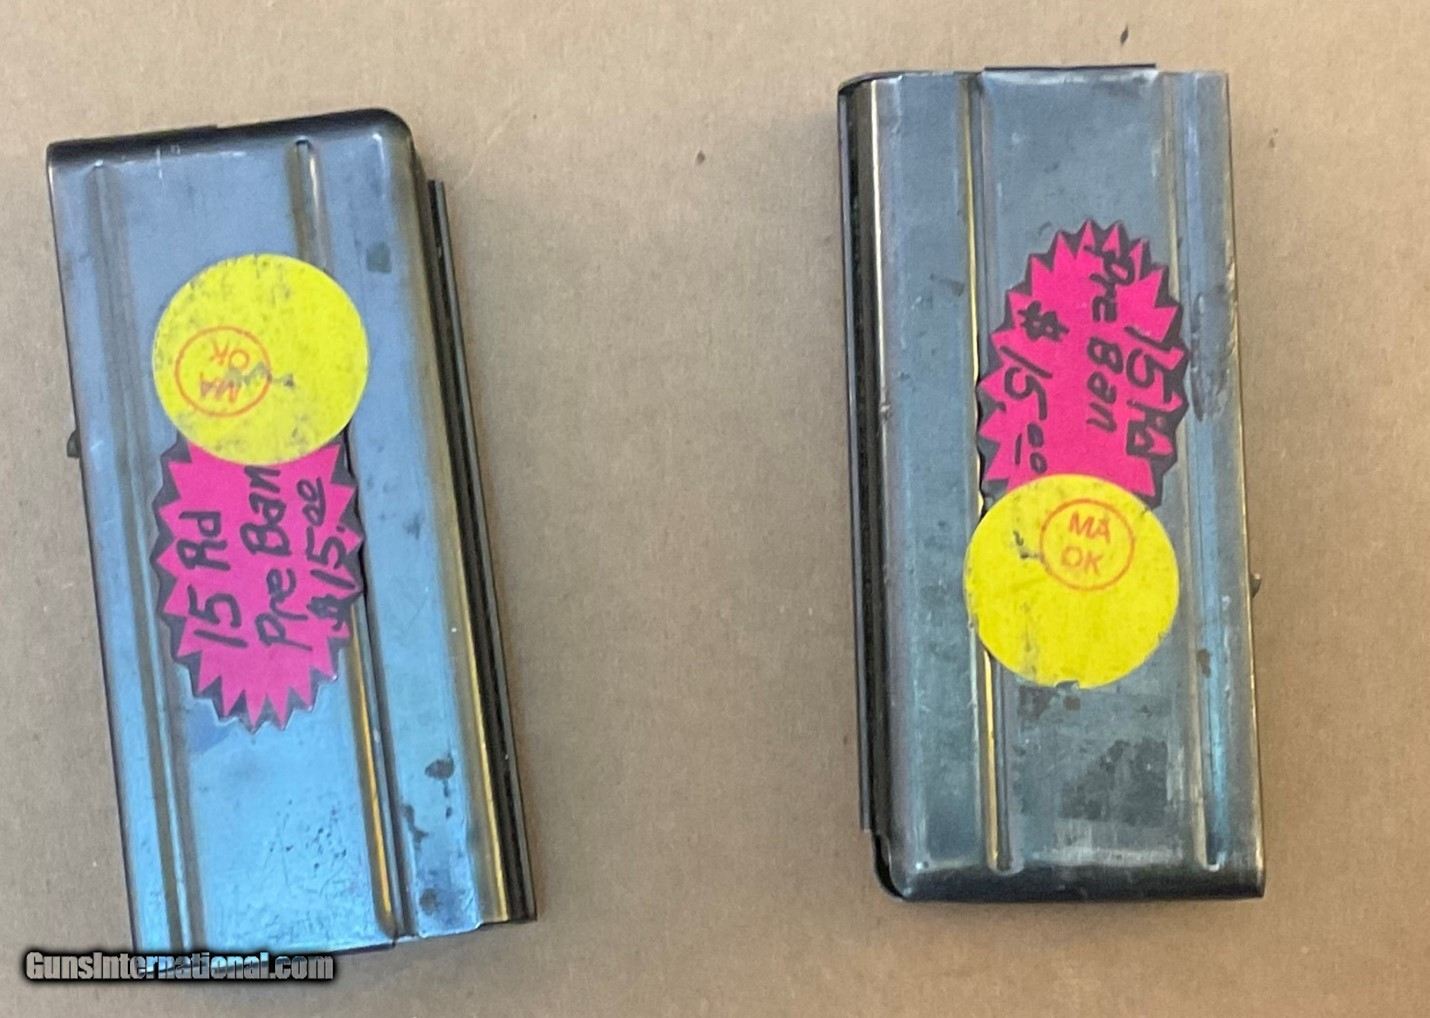 MA
OK
15 Rd
Pre Ban
$15.00
15 Rd
Pre Ban
$15.00
MA
OK
GunsInternational.com